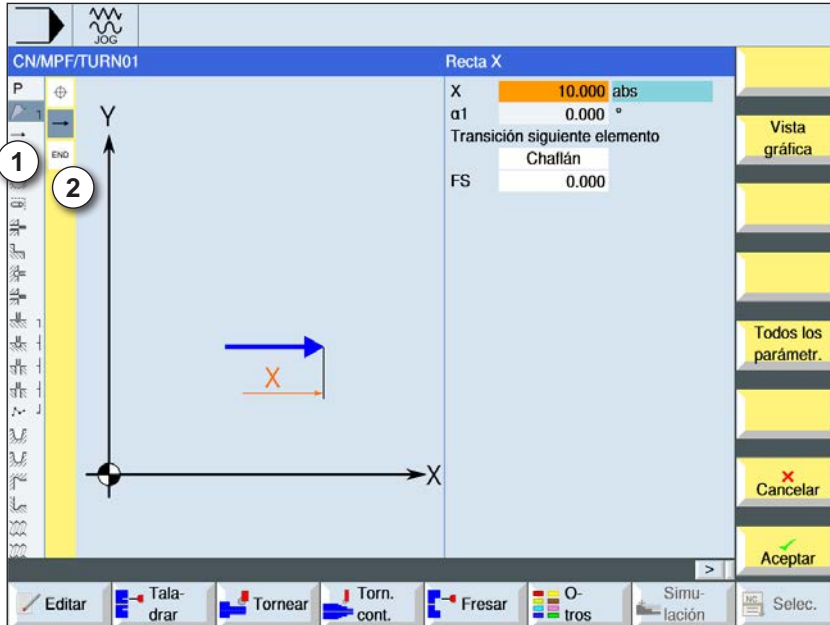 JOG
CN/MPF/TURN01
Recta X
P
1
END
2
Y
X
X
X 10.000 abs
α1 0.000 °
Transición siguiente elemento
Chaflán
FS 0.000
Vista
gráfica
Todos los
parámetr.
Cancelar
Aceptar
>
Editar
Tala-
drar
Tornear
Torn.
cont.
Fresar
O-
tros
Simu-
lación
NC
Selec.